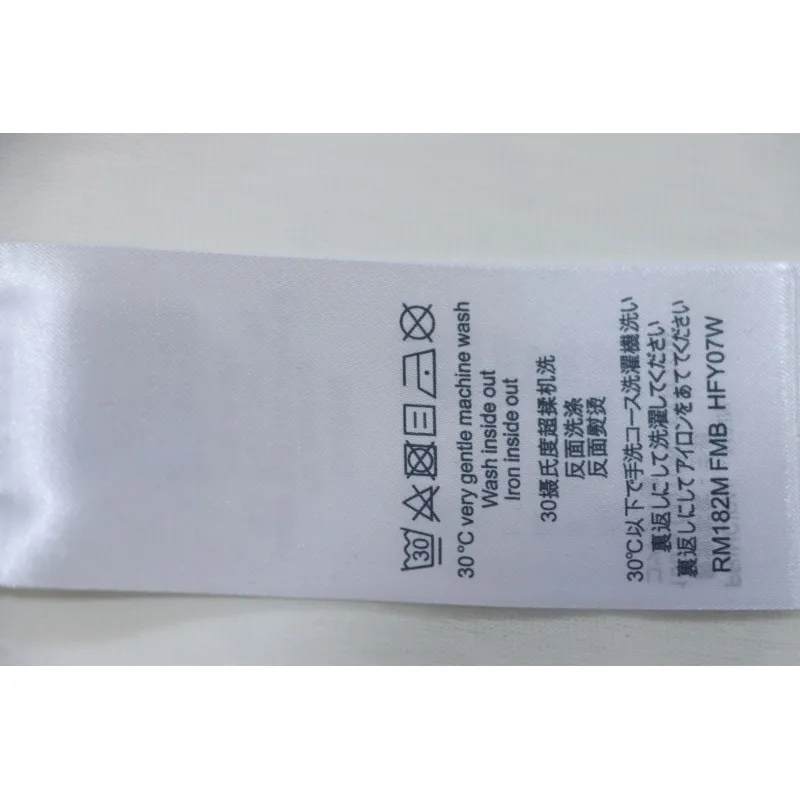 30
30°C very gentle machine wash
Wash inside out
Iron inside out
30摄氏度超揉机洗
反面洗涤
反面熨烫
30℃以下で手洗コース洗濯機洗い
裏返しにして洗濯してください
裏返しにしてアイロンをあててください
RM182M FMB HFY07W